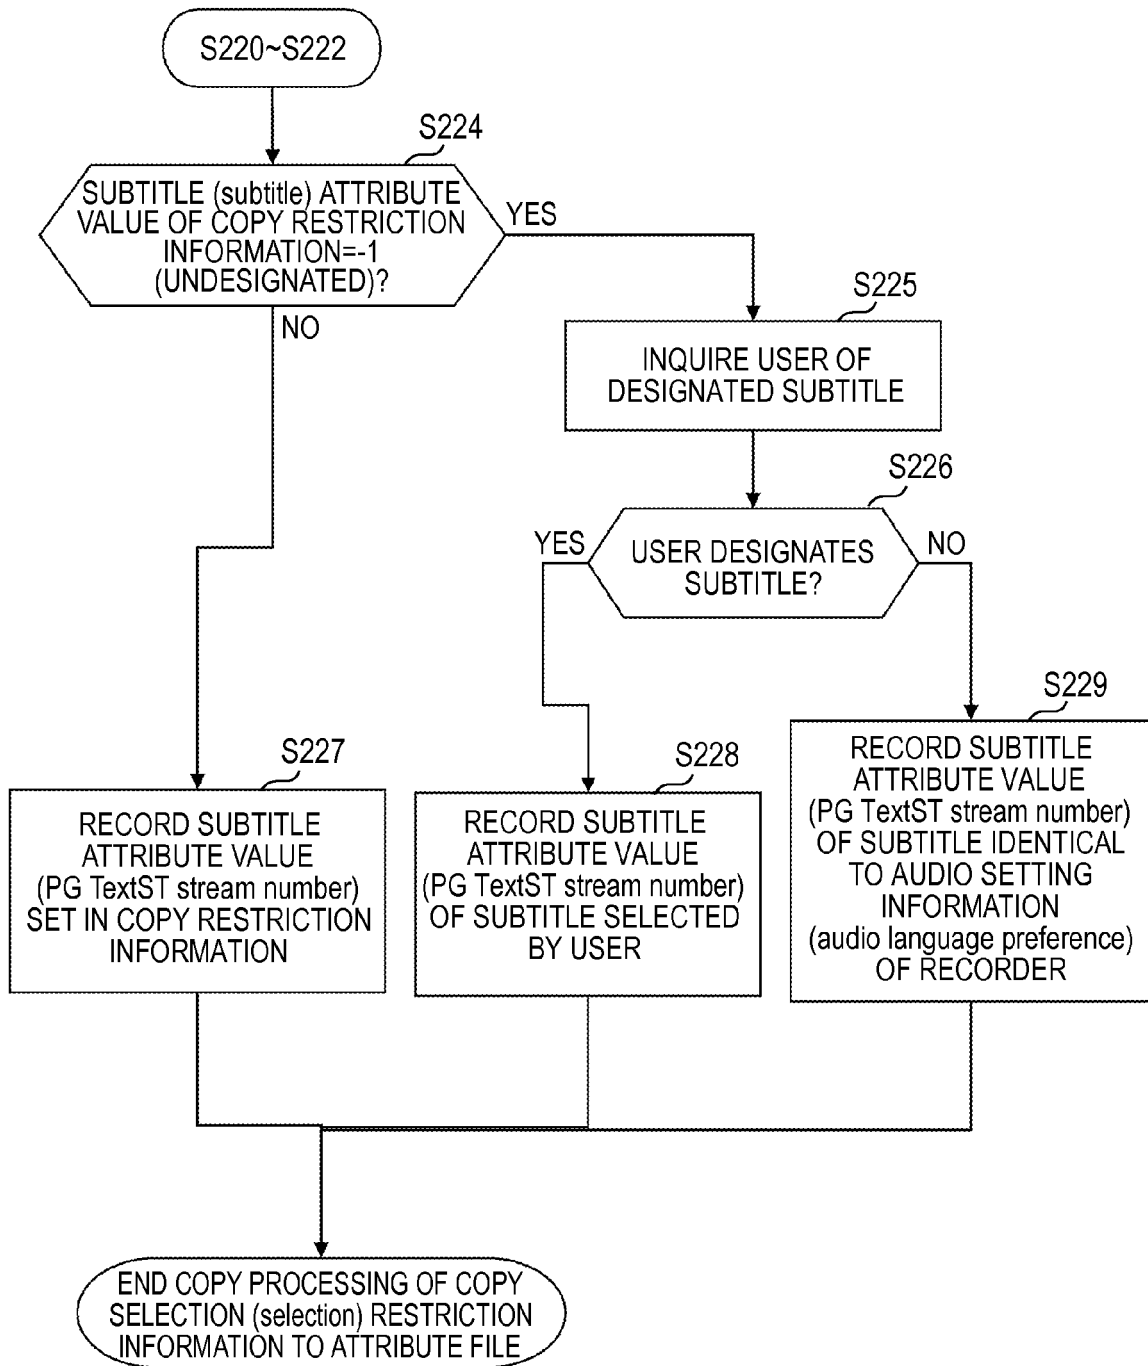 S220~S222
S224
SUBTITLE (subtitle) ATTRIBUTE
VALUE OF COPY RESTRICTION
INFORMATION=-1
(UNDESIGNATED)?
YES
NO
S225
INQUIRE USER OF
DESIGNATED SUBTITLE
S226
YES
USER DESIGNATES
SUBTITLE?
NO
S227
RECORD SUBTITLE
ATTRIBUTE VALUE
(PG TextST stream number)
SET IN COPY RESTRICTION
INFORMATION
S228
RECORD SUBTITLE
ATTRIBUTE VALUE
(PG TextST stream number)
OF SUBTITLE SELECTED
BY USER
S229
RECORD SUBTITLE
ATTRIBUTE VALUE
(PG TextST stream number)
OF SUBTITLE IDENTICAL
TO AUDIO SETTING
INFORMATION
(audio language preference)
OF RECORDER
END COPY PROCESSING OF COPY
SELECTION (selection) RESTRICTION
INFORMATION TO ATTRIBUTE FILE